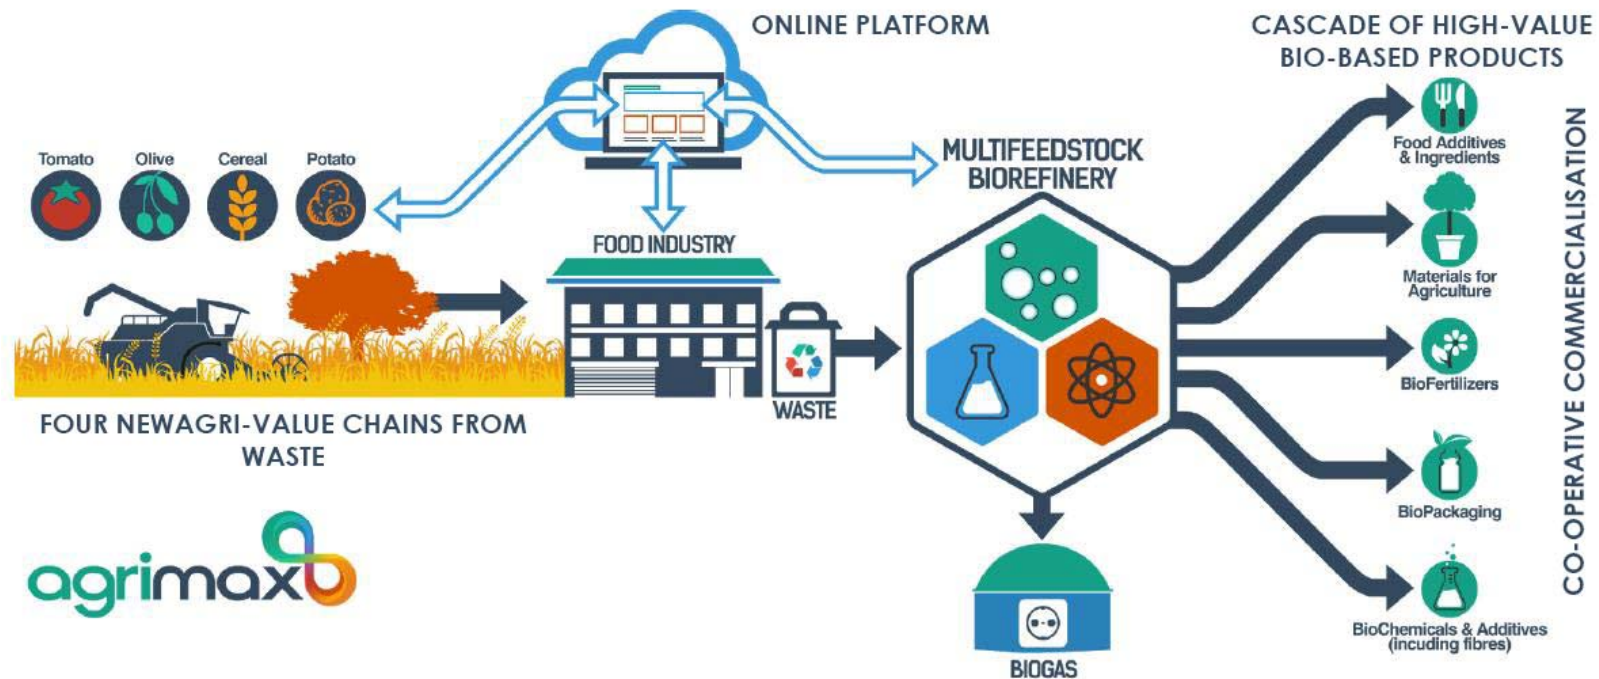 ONLINE PLATFORM
CASCADE OF HIGH-VALUE
BIO-BASED PRODUCTS
Tomato
Olive
Cereal
Potato
MULTIFEEDSTOCK
BIOREFINERY
FOOD INDUSTRY
WASTE
FOUR NEWAGRI-VALUE CHAINS FROM
WASTE
agrimax
BIOGAS
Food Additives
& Ingredients
Materials for
Agriculture
BioFertilizers
BioPackaging
BioChemicals & Additives
(incuding fibres)
CO-OPERATIVE COMMERCIALISATION